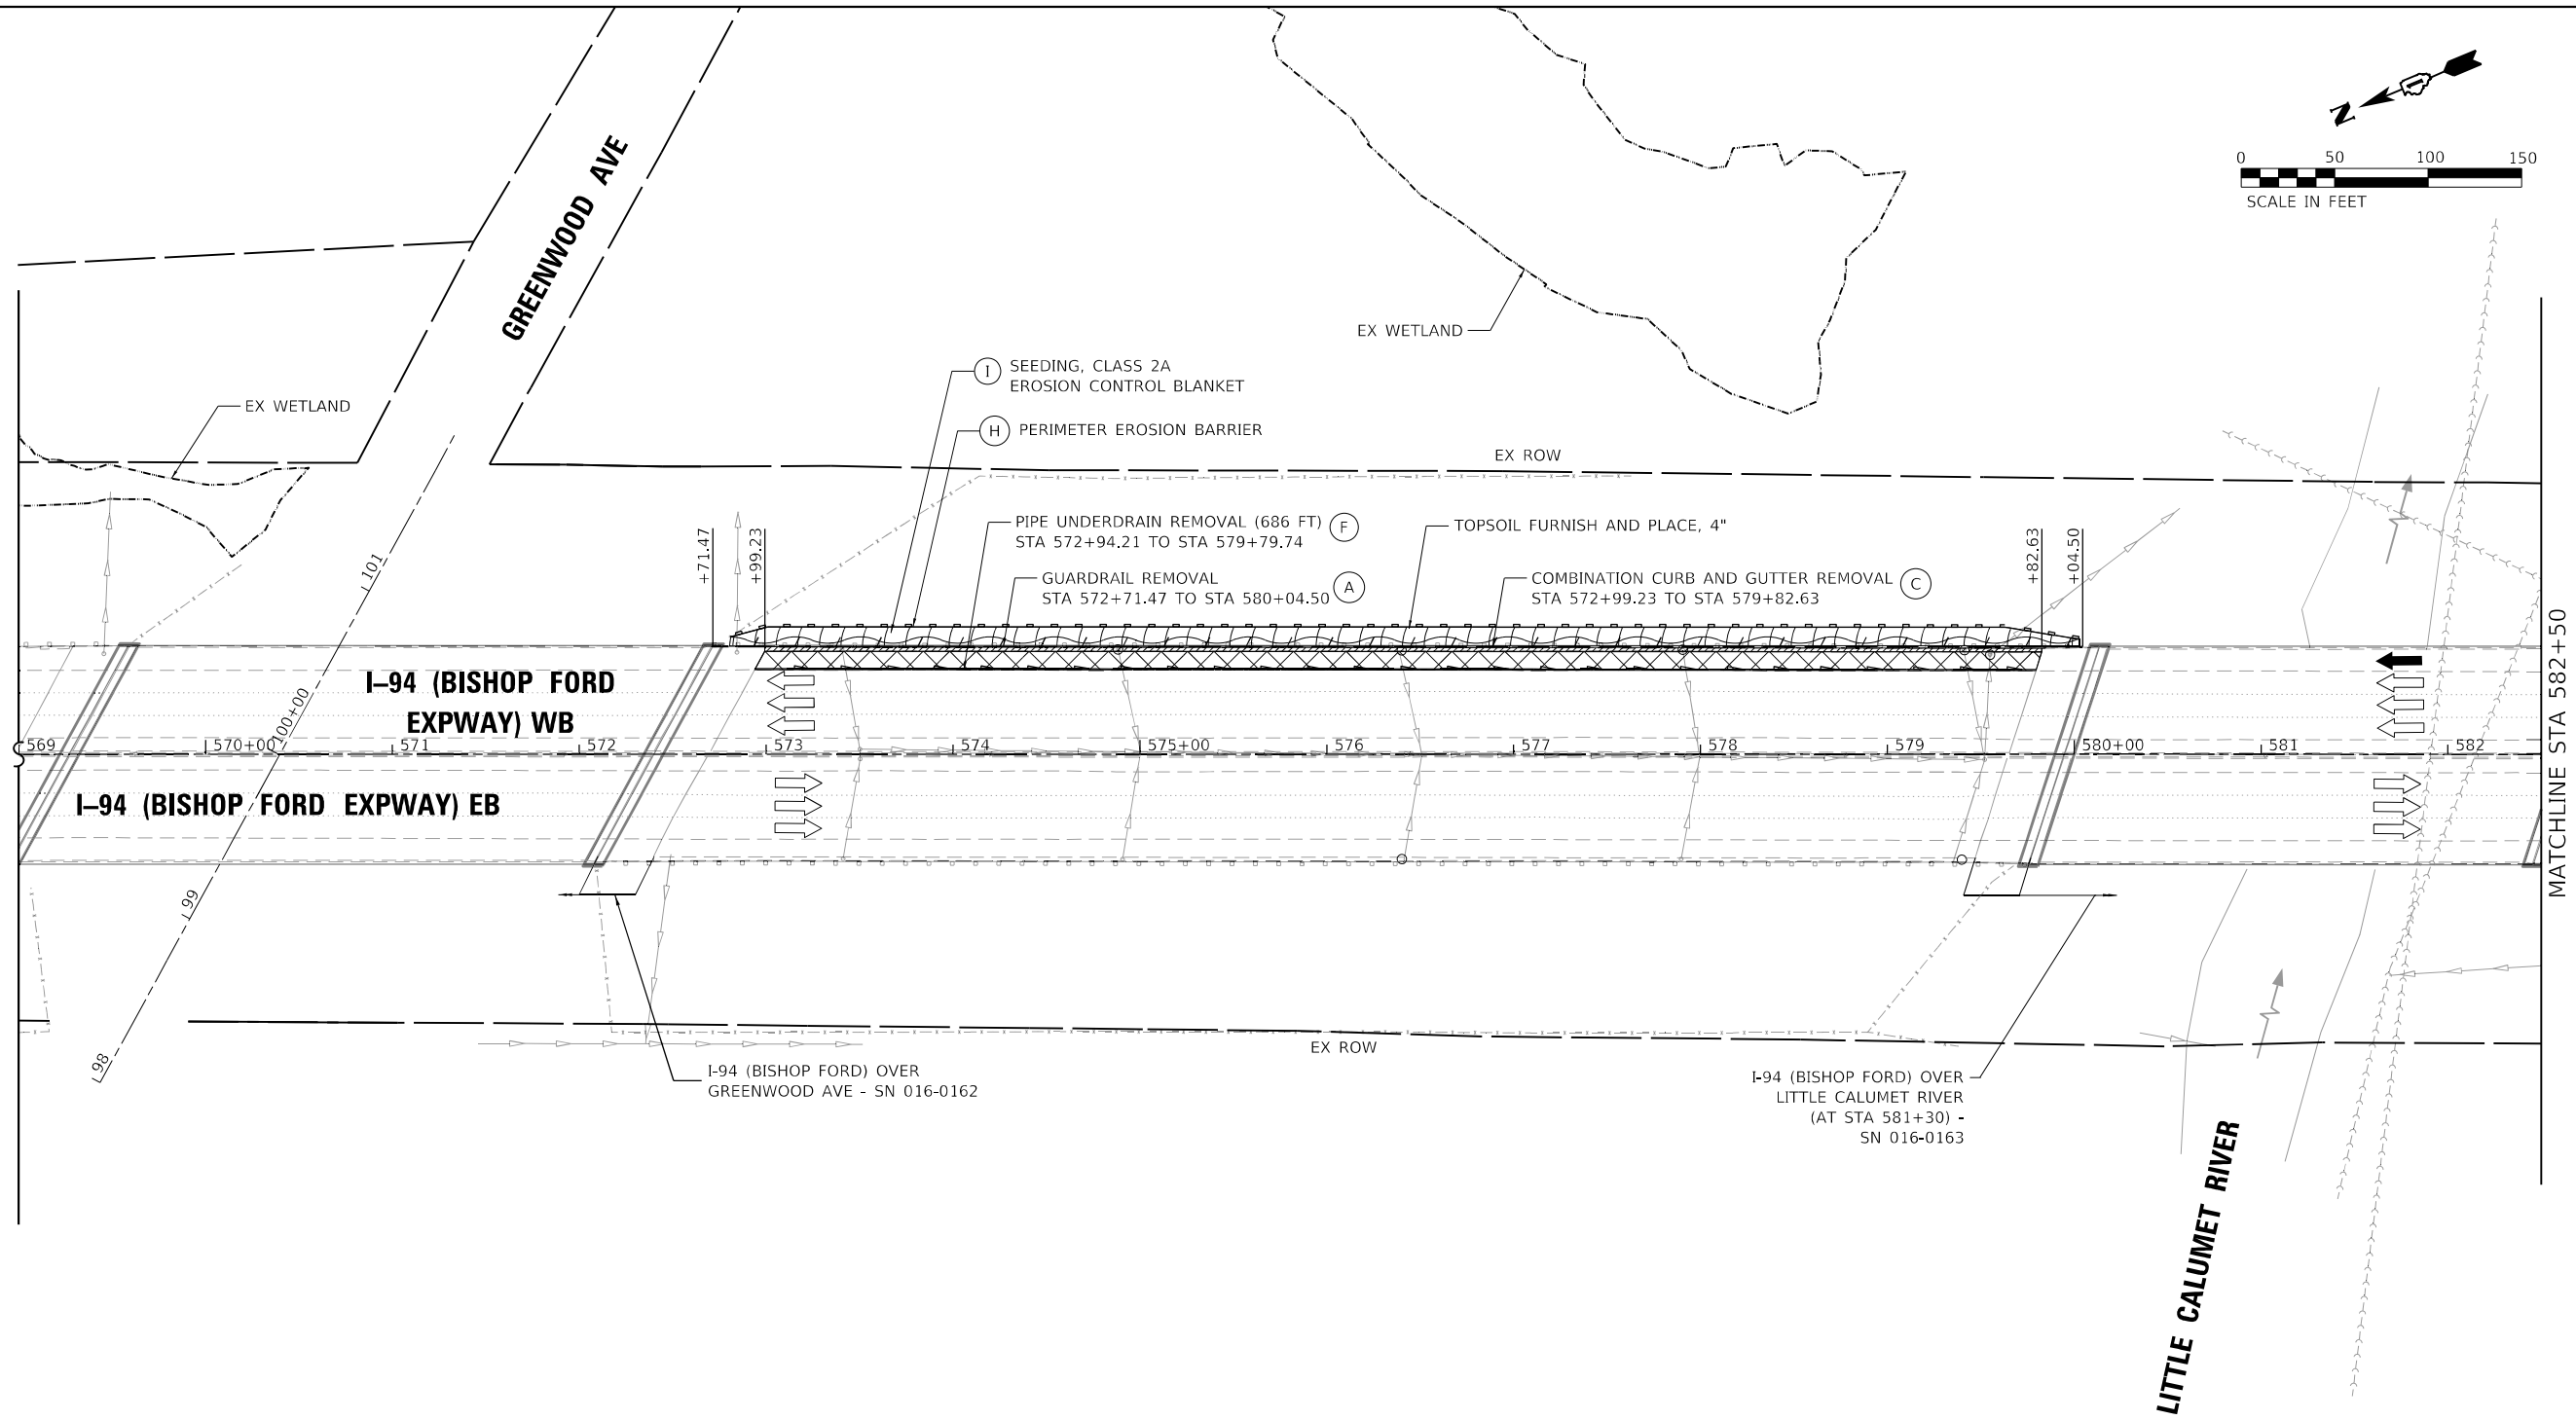 N
0 50 100 150
SCALE IN FEET
GREENWOOD AVE
EX WETLAND
I SEEDING, CLASS 2A
EROSION CONTROL BLANKET
EX WETLAND
H PERIMETER EROSION BARRIER
EX ROW
PIPE UNDERDRAIN REMOVAL (686 FT) F
STA 572+94.21 TO STA 579+79.74
TOPSOIL FURNISH AND PLACE, 4"
+71.47
+99.23
+82.63
+04.50
GUARDRAIL REMOVAL
STA 572+71.47 TO STA 580+04.50 A
COMBINATION CURB AND GUTTER REMOVAL C
STA 572+99.23 TO STA 579+82.63
101
100+00
99
98
I-94 (BISHOP FORD
EXPWAY) WB
569 570+00 571 572 573 574 575+00 576 577 578 579 580+00 581 582
I-94 (BISHOP FORD EXPWAY) EB
MATCHLINE STA 582+50
EX ROW
I-94 (BISHOP FORD) OVER
GREENWOOD AVE - SN 016-0162
I-94 (BISHOP FORD) OVER
LITTLE CALUMET RIVER
(AT STA 581+30) -
SN 016-0163
LITTLE CALUMET RIVER